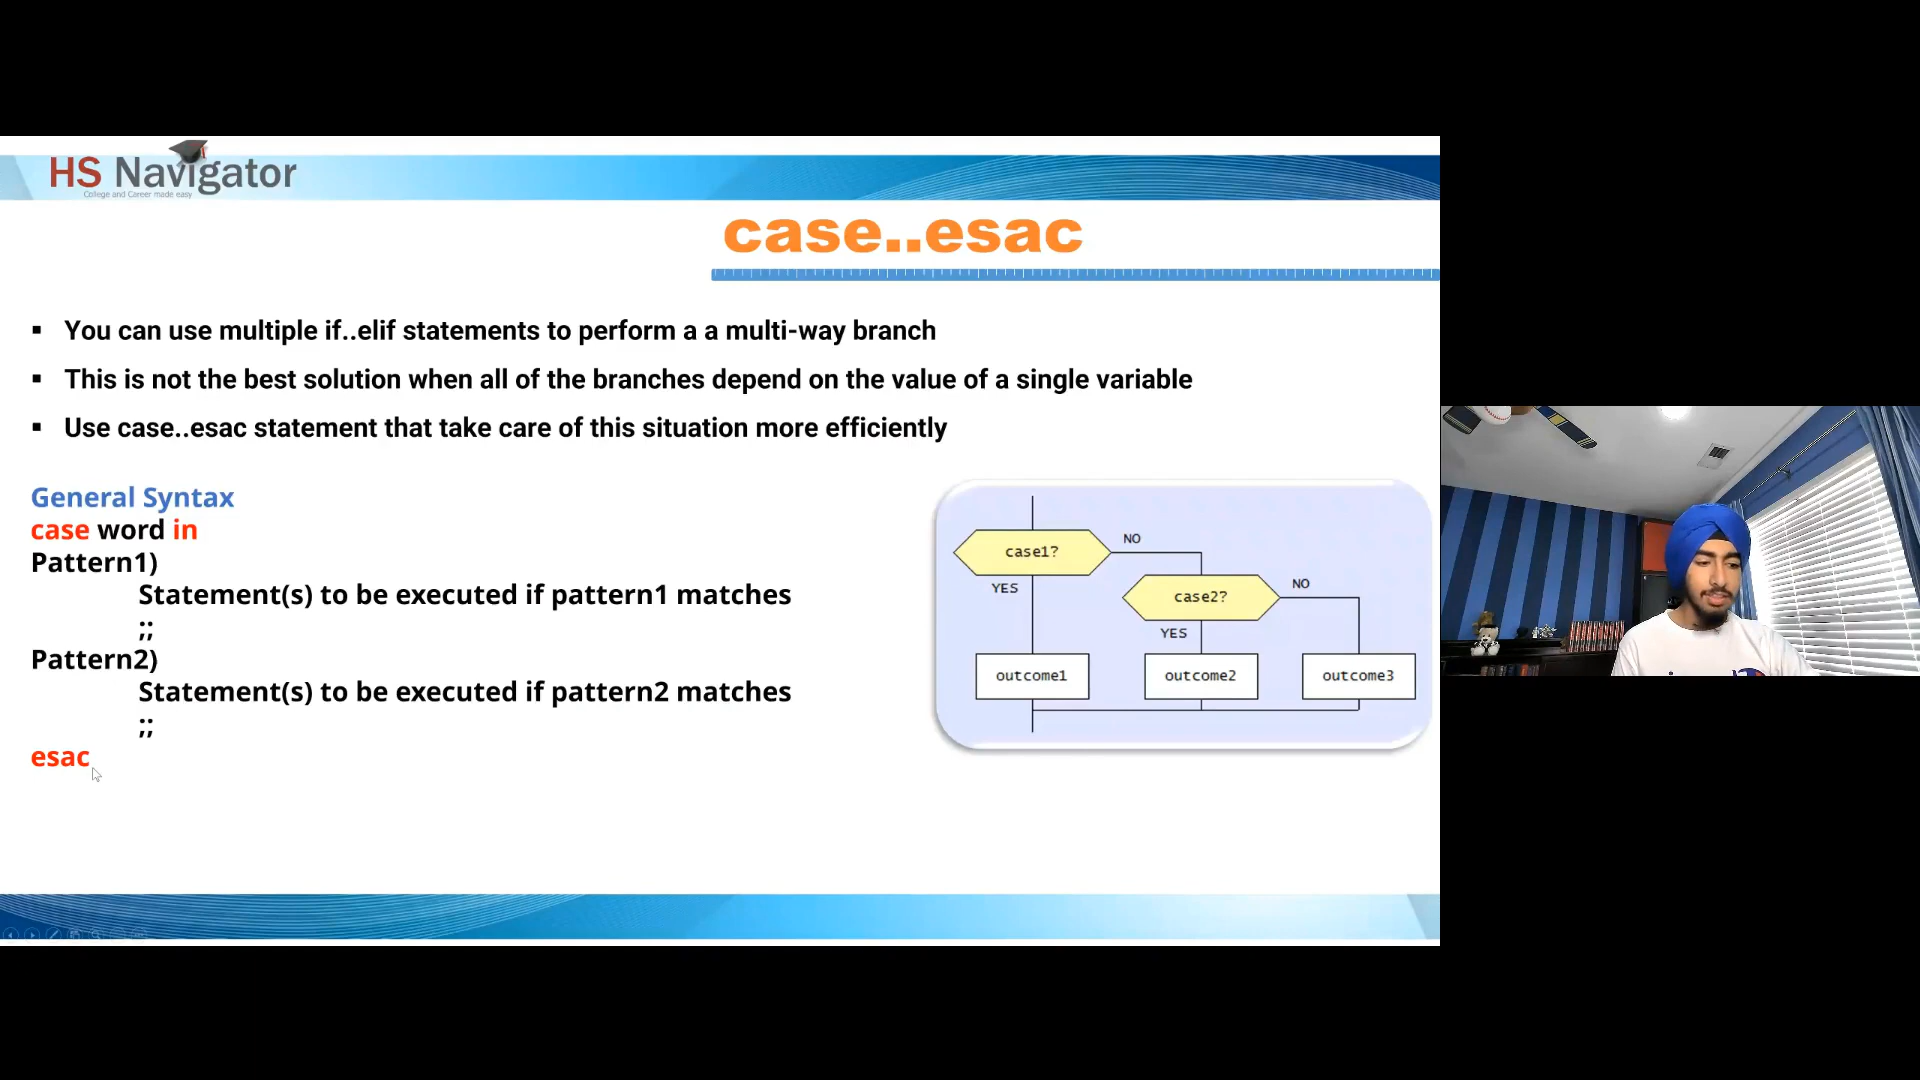 HS Navigator
College and Career made easy
case..esac
▪ You can use multiple if..elif statements to perform a a multi-way branch
▪ This is not the best solution when all of the branches depend on the value of a single variable
▪ Use case..esac statement that take care of this situation more efficiently
General Syntax
case word in
Pattern1)
Statement(s) to be executed if pattern1 matches
;;
Pattern2)
Statement(s) to be executed if pattern2 matches
;;
esac
case1?
NO
YES
case2?
NO
YES
outcome1
outcome2
outcome3